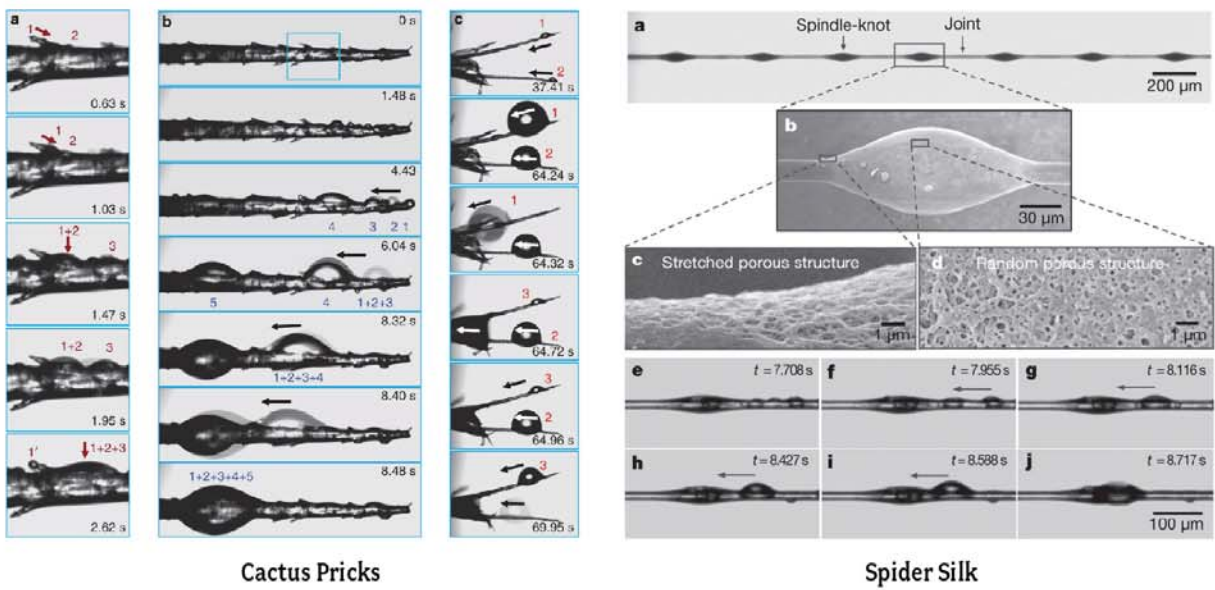 a
1
2
0.63 s
1
2
1.03 s
1+2
3
1.47 s
1+2
3
1.95 s
1'
1+2+3
2.62 s
b
0 s
1.48 s
4.43
4 3 2 1
6.04 s
5 4 1+2+3
8.32 s
1+2+3+4
8.40 s
1+2+3+4+5
8.48 s
c
1
2
37.41 s
1
2
64.24 s
1
64.32 s
3
2
64.72 s
3
2
64.96 s
3
69.95 s
Cactus Pricks
a
Spindle-knot Joint
200 µm
b
30 µm
c Stretched porous structure
1 µm
d Random porous structure
1 µm
e t = 7.708 s
f t = 7.955 s
g t = 8.116 s
h t = 8.427 s
i t = 8.588 s
j t = 8.717 s
100 µm
Spider Silk